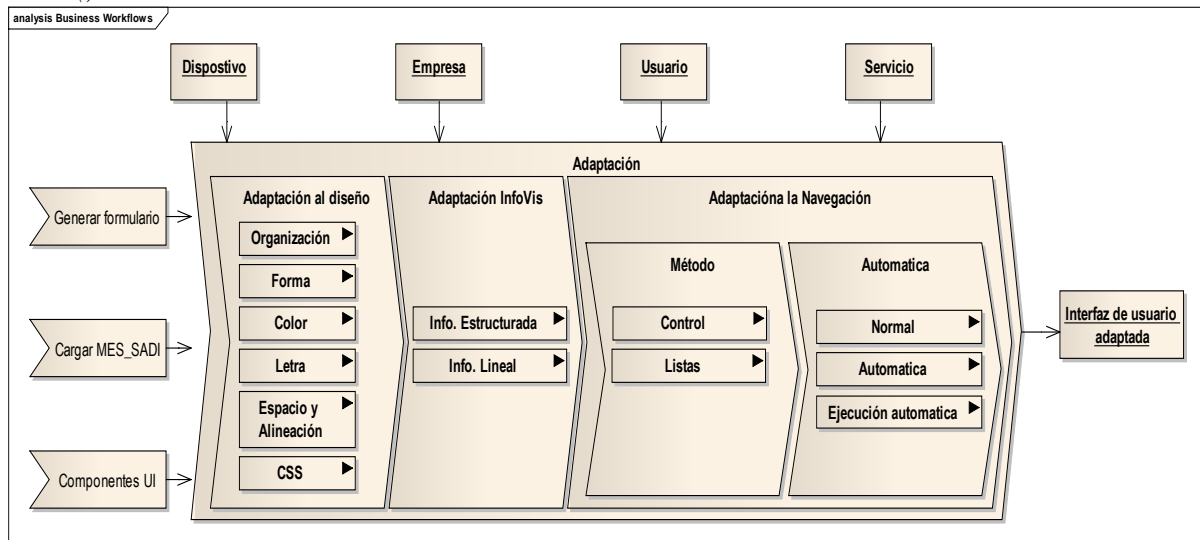 analysis Business Workflows
Dispostivo
Empresa
Usuario
Servicio
Adaptación
Generar formulario
Cargar MES_SADI
Componentes UI
Adaptación al diseño
Organización
Forma
Color
Letra
Espacio y
Alineación
CSS
Adaptación InfoVis
Info. Estructurada
Info. Lineal
Adaptacióna la Navegación
Método
Control
Listas
Automatica
Normal
Automatica
Ejecución automatica
Interfaz de usuario
adaptada